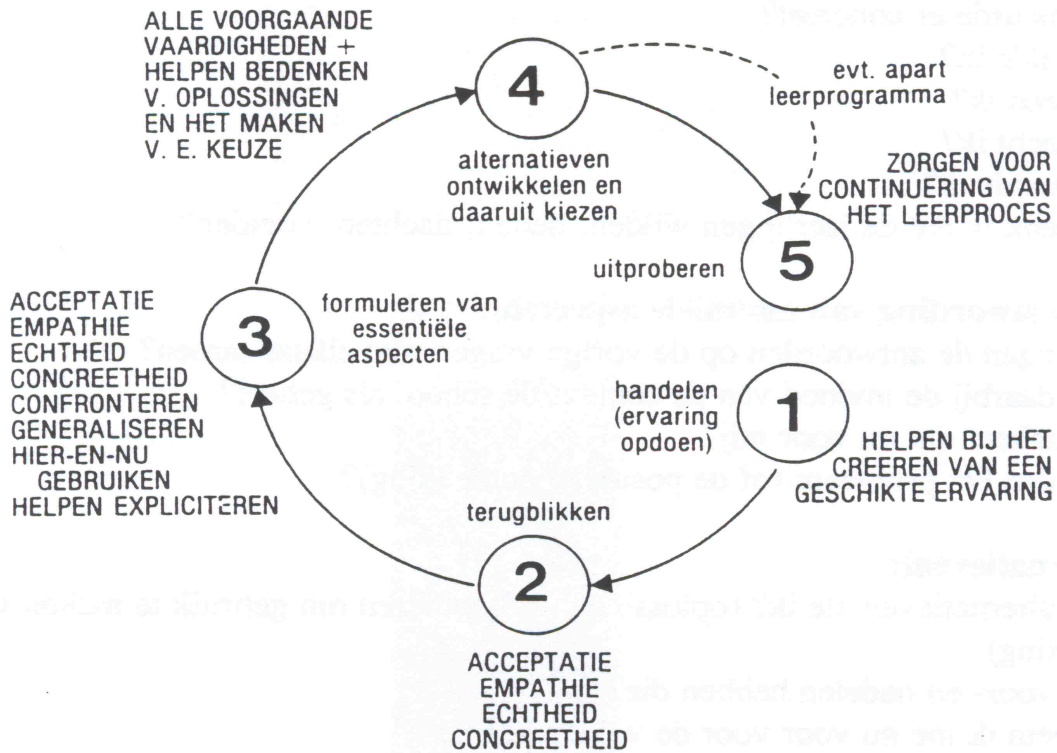 ALLE VOORGAANDE
VAARDIGHEDEN +
HELPEN BEDENKEN
V. OPLOSSINGEN
EN HET MAKEN
V. E. KEUZE
4
alternatieven
ontwikkelen en
daaruit kiezen
evt. apart
leerprogramma
ZORGEN VOOR
CONTINUERING VAN
HET LEERPROCES
uitproberen
5
ACCEPTATIE
EMPATHIE
ECHTHEID
CONCREETHEID
CONFRONTEREN
GENERALISEREN
HIER-EN-NU
GEBRUIKEN
HELPEN EXPLICITEREN
3
formuleren van
essentiële
aspecten
handelen
(ervaring
opdoen)
1
HELPEN BIJ HET
CREEREN VAN EEN
GESCHIKTE ERVARING
terugblikken
2
ACCEPTATIE
EMPATHIE
ECHTHEID
CONCREETHEID